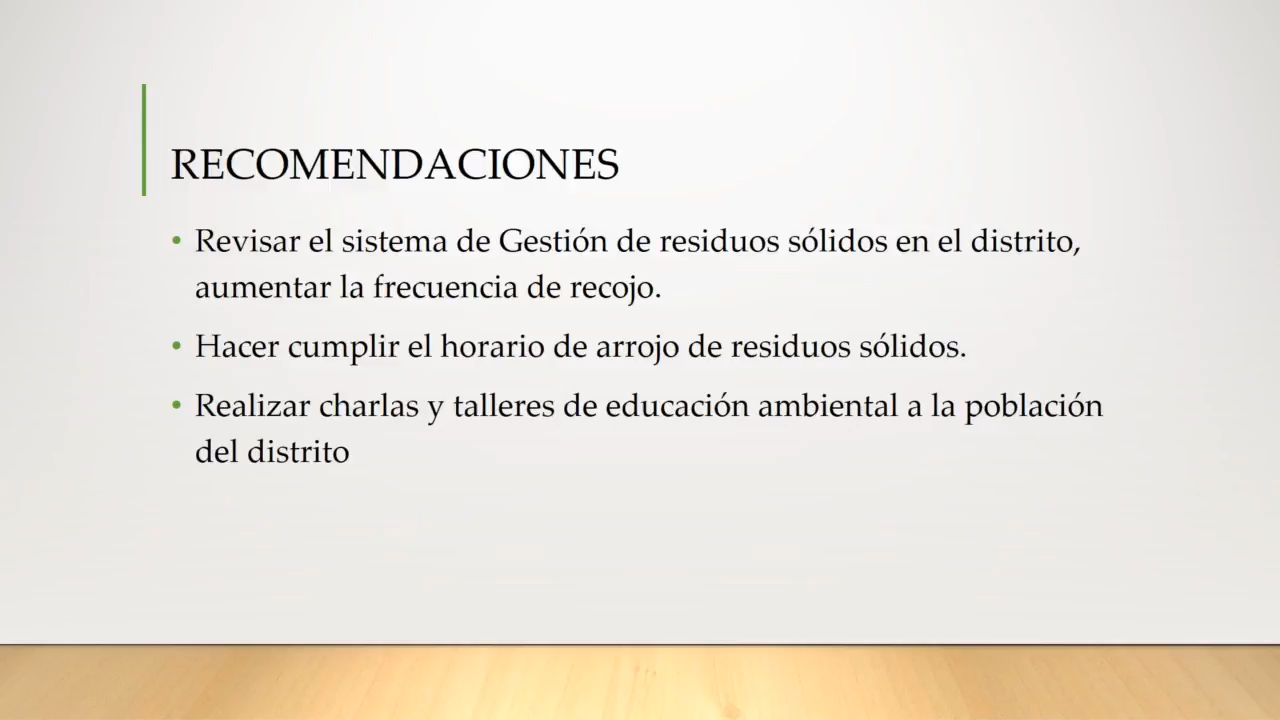 RECOMENDACIONES
• Revisar el sistema de Gestión de residuos sólidos en el distrito,
aumentar la frecuencia de recojo.
• Hacer cumplir el horario de arrojo de residuos sólidos.
• Realizar charlas y talleres de educación ambiental a la población
del distrito